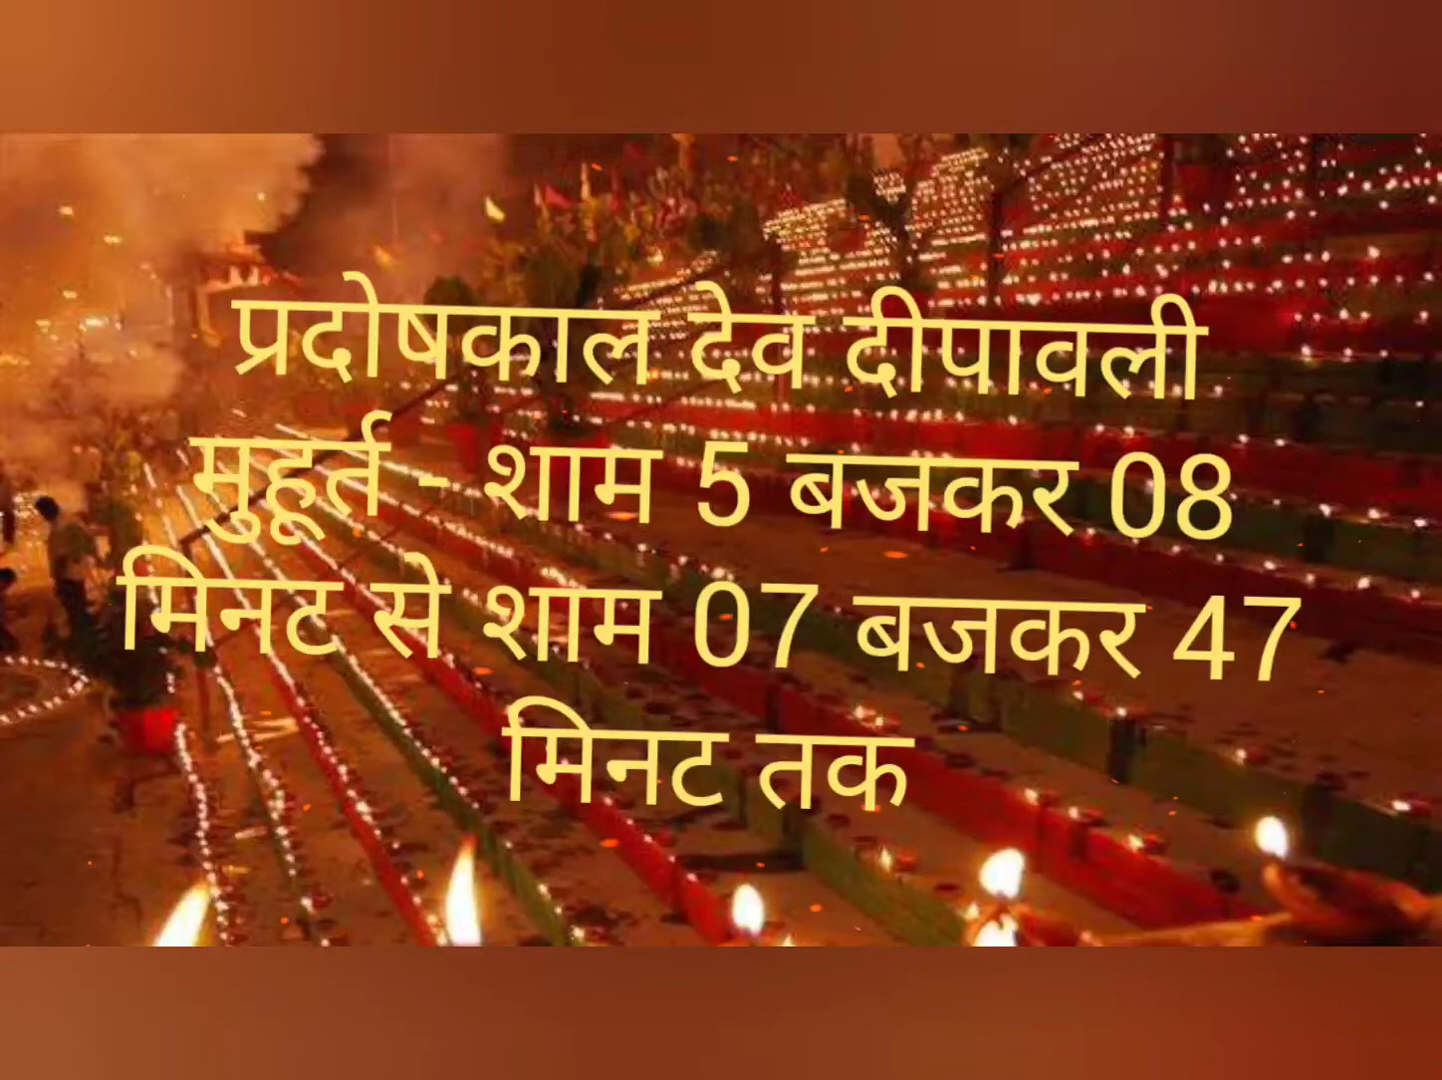 प्रदोषकाल देव दीपावली
मुहूर्त - शाम 5 बजकर 08
मिनट से शाम 07 बजकर 47
मिनट तक